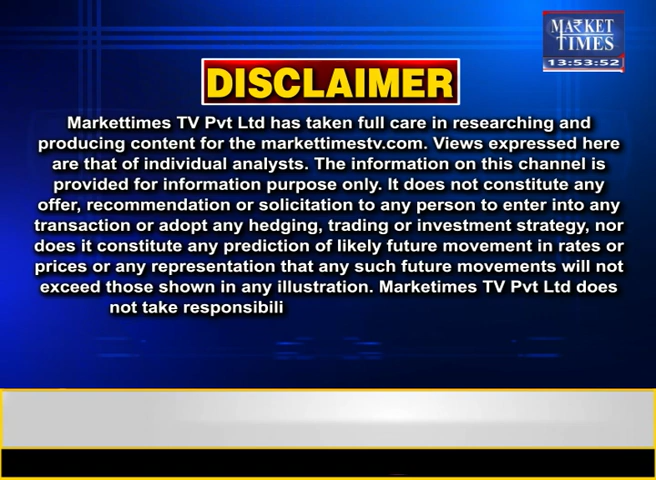 MARKET
TIMES
13:53:52
DISCLAIMER
Markettimes TV Pvt Ltd has taken full care in researching and
producing content for the markettimestv.com. Views expressed here
are that of individual analysts. The information on this channel is
provided for information purpose only. It does not constitute any
offer, recommendation or solicitation to any person to enter into any
transaction or adopt any hedging, trading or investment strategy, nor
does it constitute any prediction of likely future movement in rates or
prices or any representation that any such future movements will not
exceed those shown in any illustration. Marketimes TV Pvt Ltd does
not take responsibili